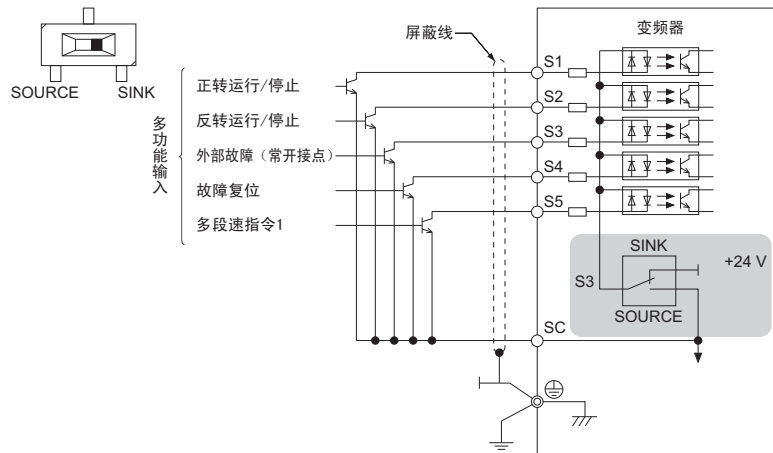 变频器
屏蔽线
SOURCE SINK
多功能输入
正转运行/停止
反转运行/停止
外部故障（常开接点）
故障复位
多段速指令1
S1
S2
S3
S4
S5
SINK
+24 V
S3
SOURCE
SC